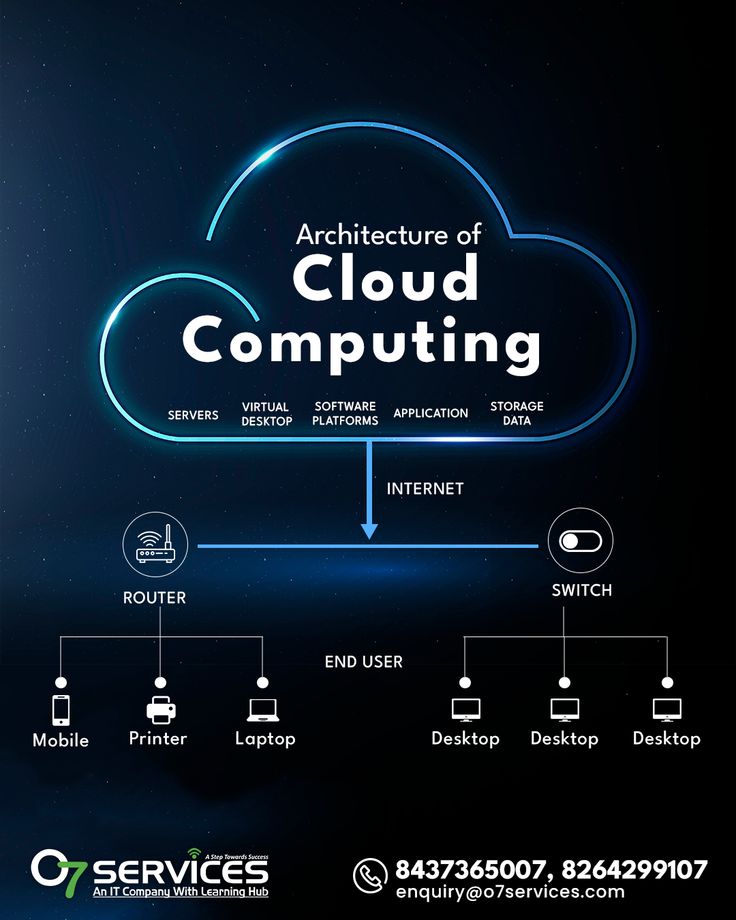 Architecture of
Cloud
Computing
SERVERS
VIRTUAL
DESKTOP
SOFTWARE
PLATFORMS
APPLICATION
STORAGE
DATA
INTERNET
ROUTER
SWITCH
END USER
Mobile
Printer
Laptop
Desktop
Desktop
Desktop
A Step Towards Success
O7 SERVICES
An IT Company With Learning Hub
8437365007, 8264299107
enquiry@o7services.com